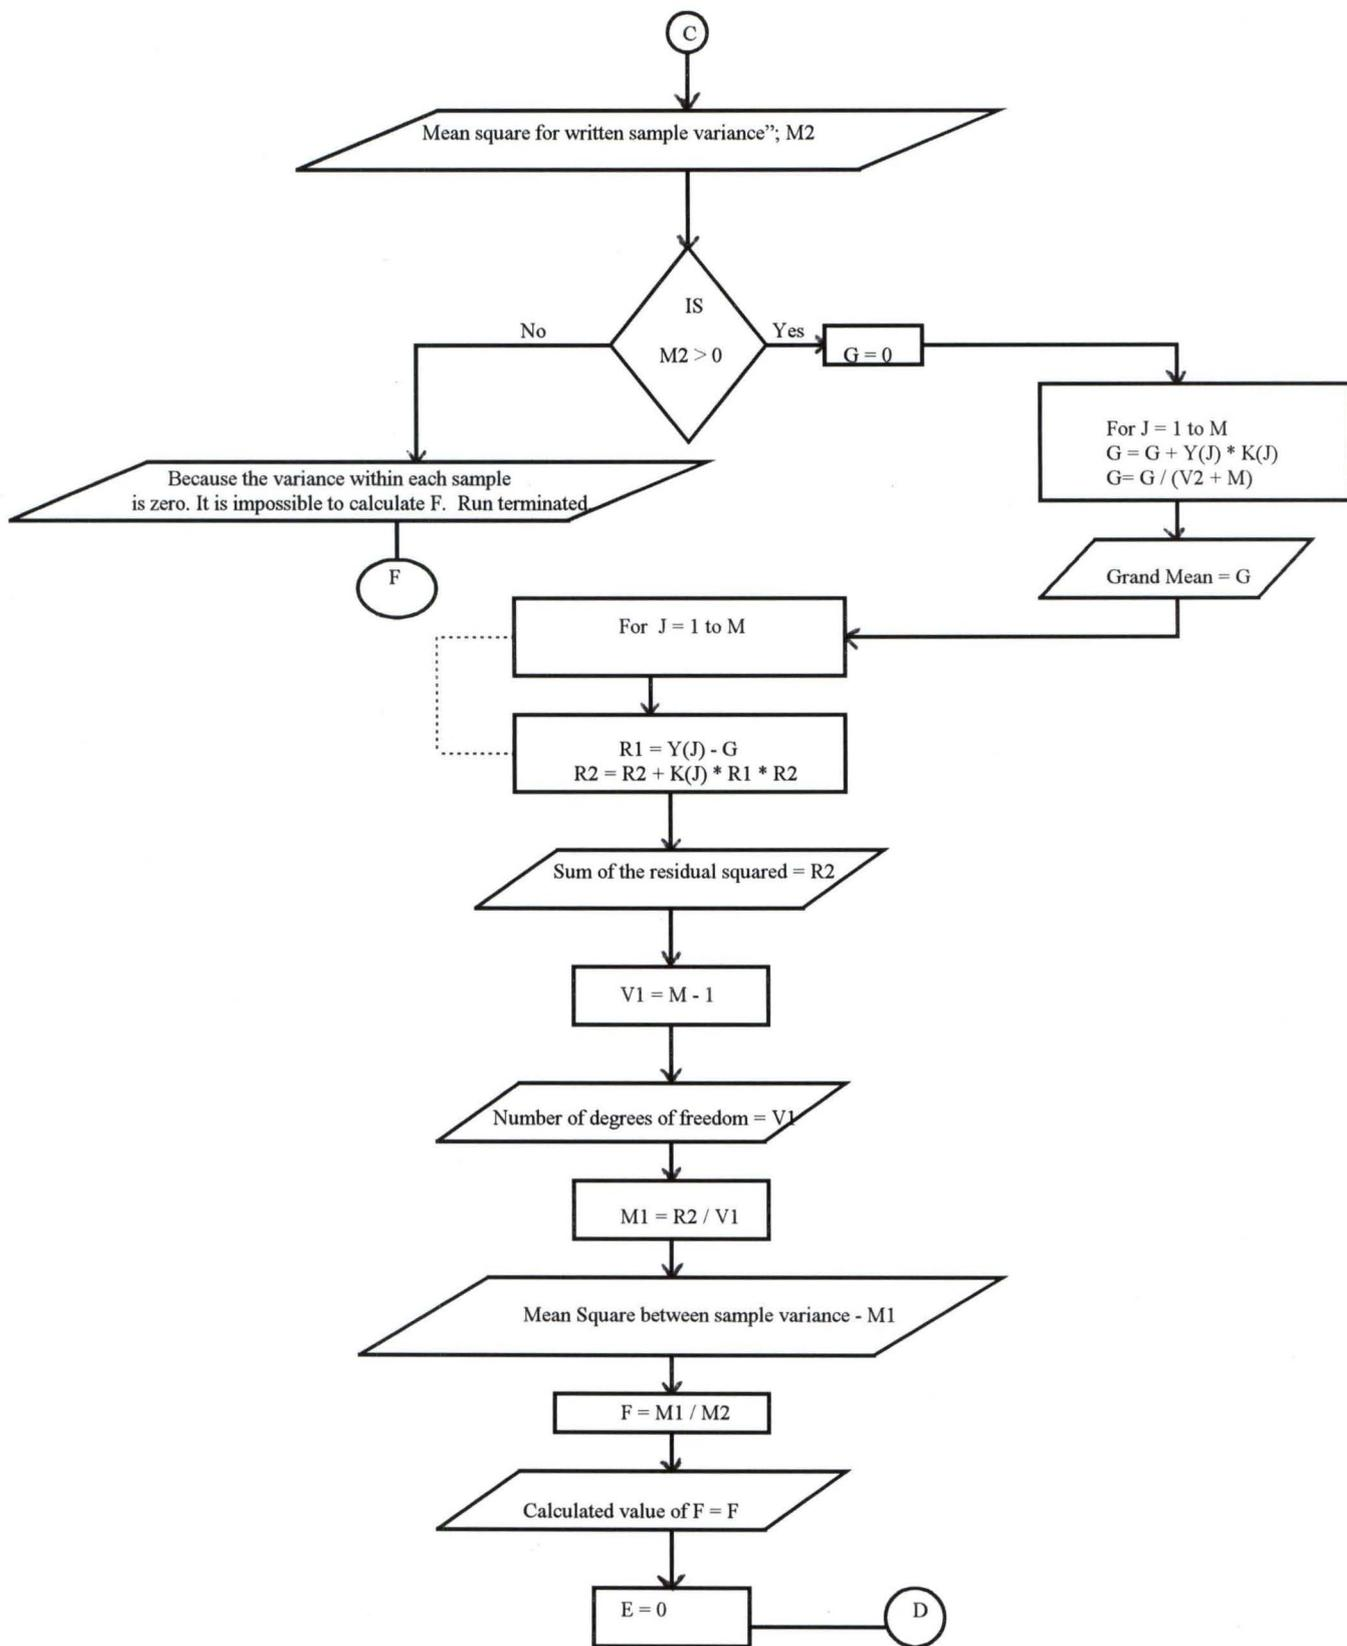 C
Mean square for written sample variance”; M2
IS
M2 > 0
No
Yes
G = 0
For J = 1 to M
G = G + Y(J) * K(J)
G= G / (V2 + M)
Because the variance within each sample
is zero. It is impossible to calculate F. Run terminated.
F
Grand Mean = G
For J = 1 to M
R1 = Y(J) - G
R2 = R2 + K(J) * R1 * R2
Sum of the residual squared = R2
V1 = M - 1
Number of degrees of freedom = V1
M1 = R2 / V1
Mean Square between sample variance - M1
F = M1 / M2
Calculated value of F = F
E = 0
D